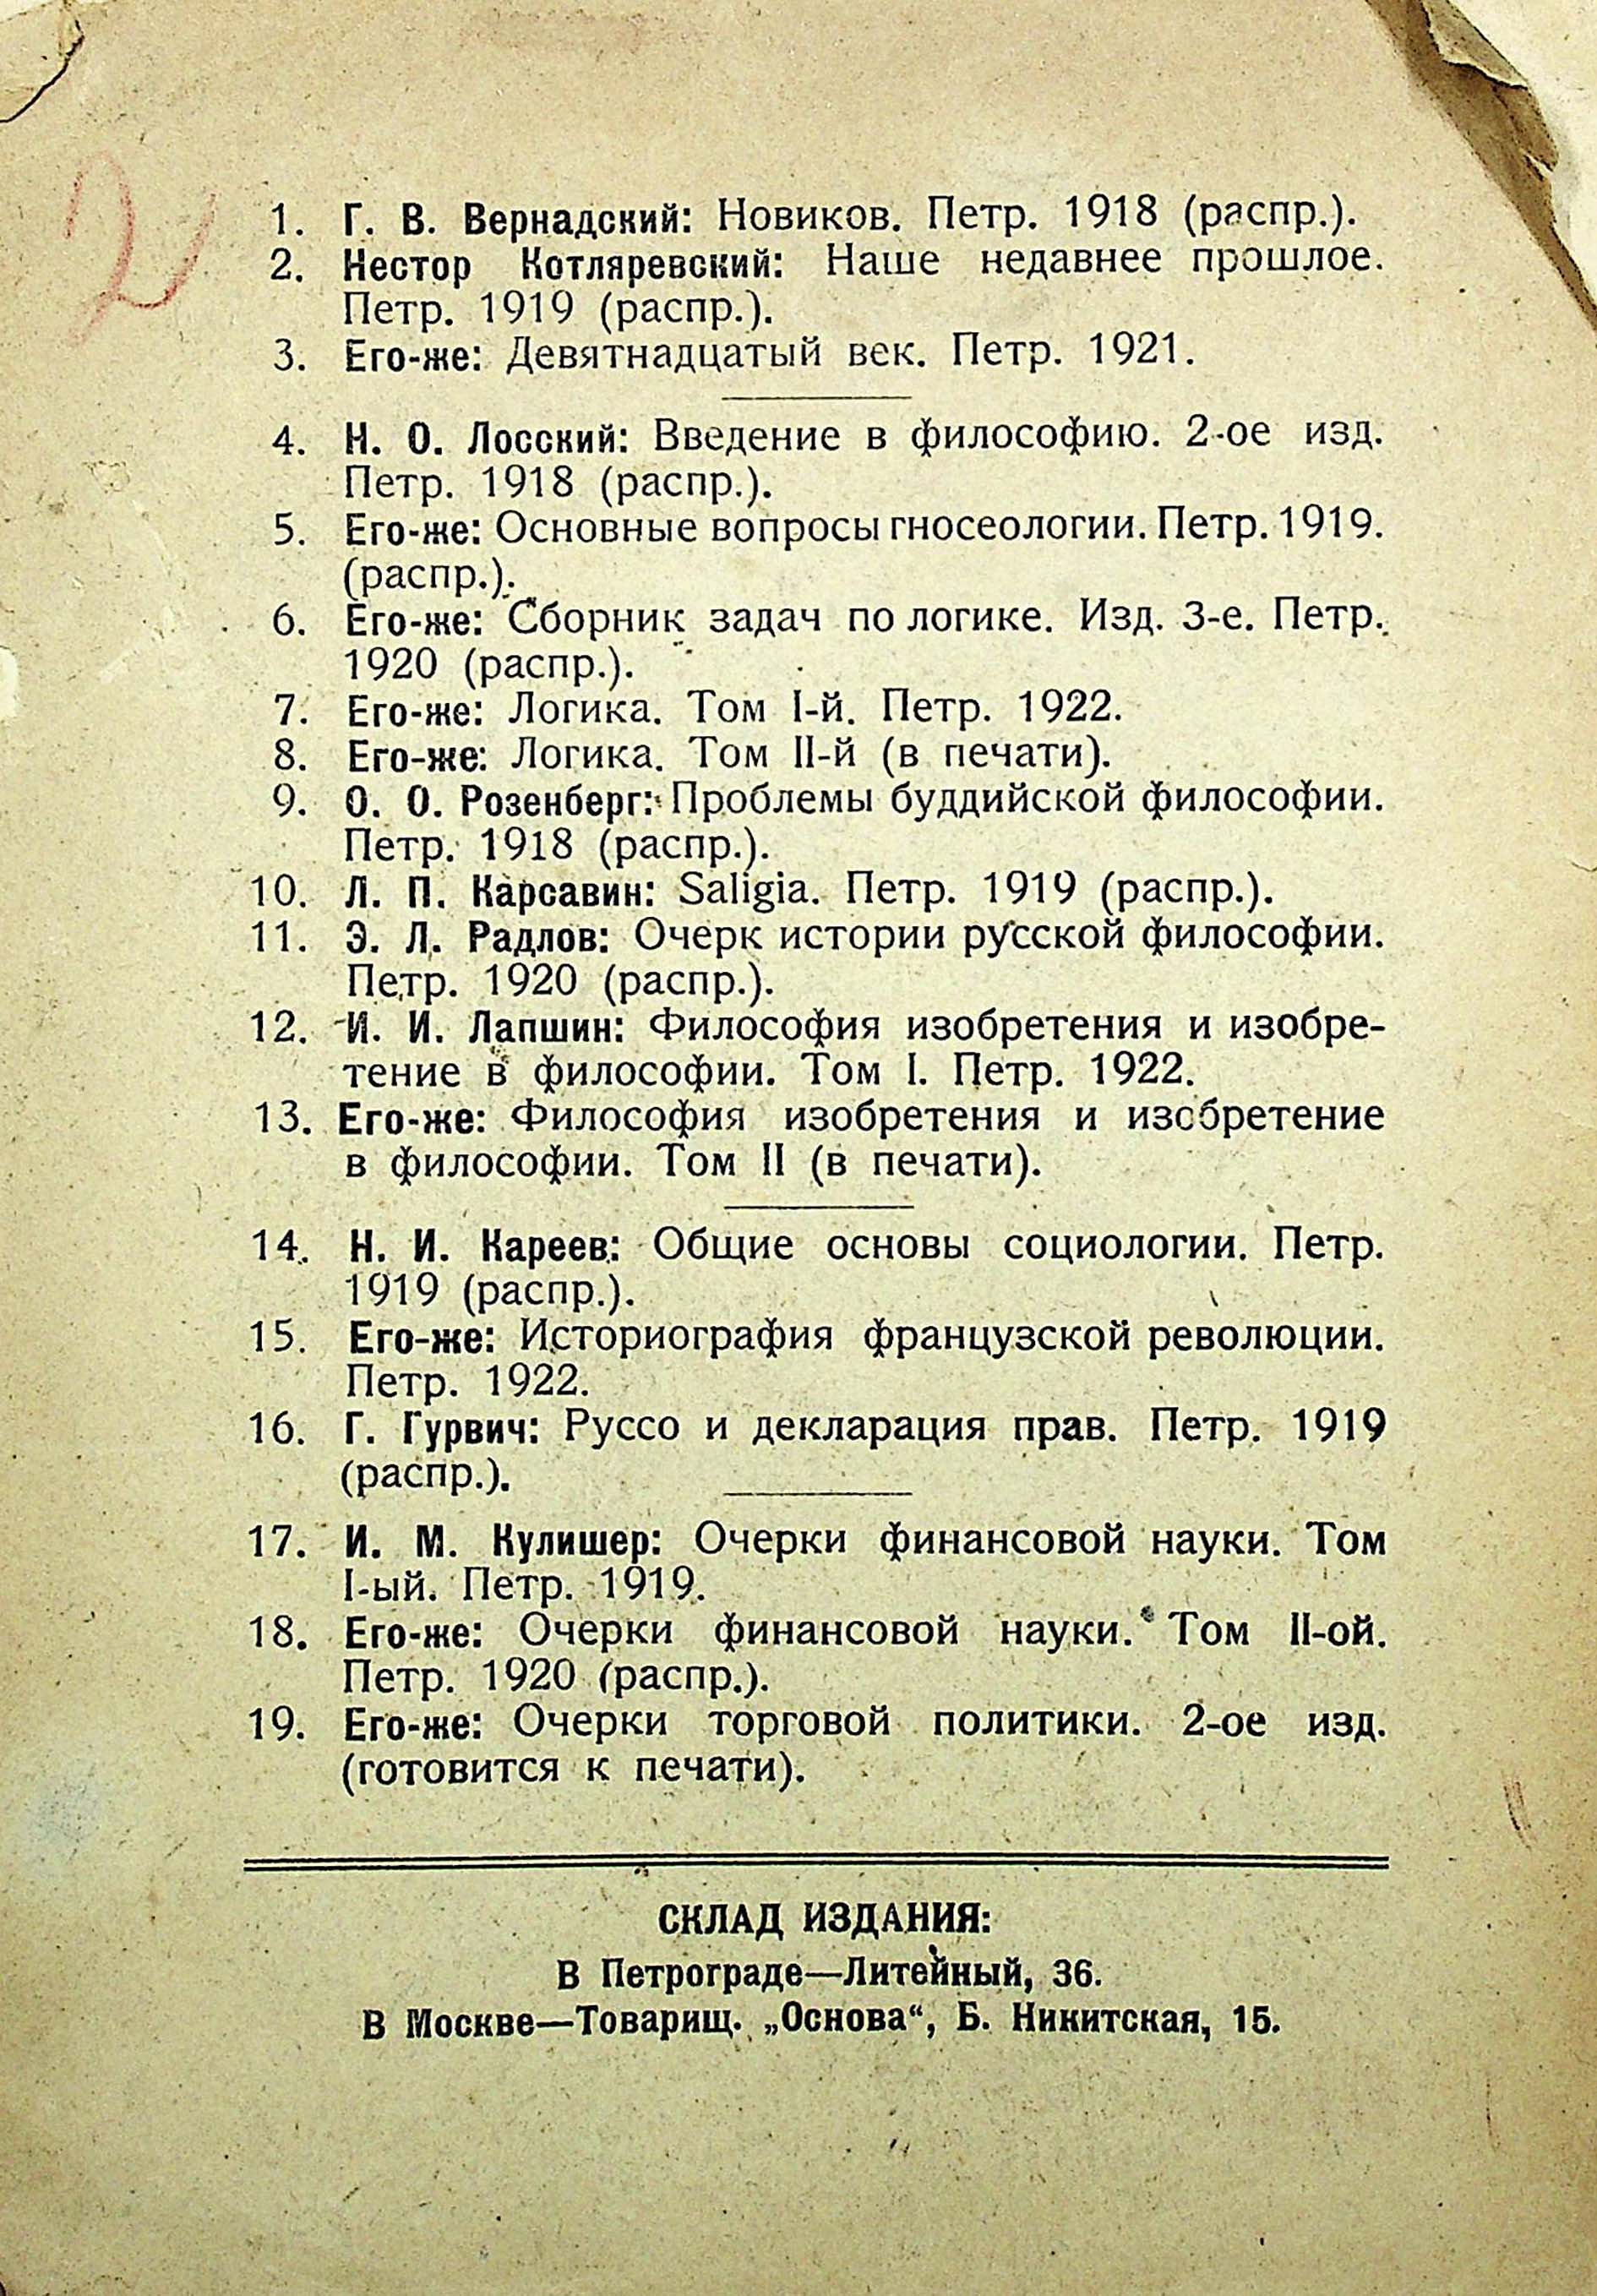 1. Г. В. Вернадский: Новиков. Петр. 1918 (распр.).
2. Нестор Котляревский: Наше недавнее прошлое.
Петр. 1919 (распр.).
3. Его-же: Девятнадцатый век. Петр. 1921.
4. Н. О. Лосский: Введение в философию. 2-ое изд.
Петр. 1918 (распр.).
5. Его-же: Основные вопросы гносеологии. Петр. 1919.
(распр.).
6. Его-же: Сборник задач по логике. Изд. 3-е. Петр.
1920 (распр.).
7. Его-же: Логика. Том I-й. Петр. 1922.
8. Его-же: Логика. Том II-й (в печати).
9. О. О. Розенберг: Проблемы буддийской философии.
Петр. 1918 (распр.).
10. Л. П. Карсавин: Saligia. Петр. 1919 (распр.).
11. Э. Л. Радлов: Очерк истории русской философии.
Петр. 1920 (распр.).
12. И. И. Лапшин: Философия изобретения и изобре-
тение в философии. Том I. Петр. 1922.
13. Его-же: Философия изобретения и изобретение
в философии. Том II (в печати).
14. Н. И. Кареев: Общие основы социологии. Петр.
1919 (распр.).
15. Его-же: Историография французской революции.
Петр. 1922.
16. Г. Гурвич: Руссо и декларация прав. Петр. 1919
(распр.).
17. И. М. Кулишер: Очерки финансовой науки. Том
I-ый. Петр. 1919.
18. Его-же: Очерки финансовой науки. Том II-ой.
Петр. 1920 (распр.).
19. Его-же: Очерки торговой политики. 2-ое изд.
(готовится к печати).
СКЛАД ИЗДАНИЯ:
В Петрограде—Литейный, 36.
В Москве—Товарищ. „Основа“, Б. Никитская, 15.